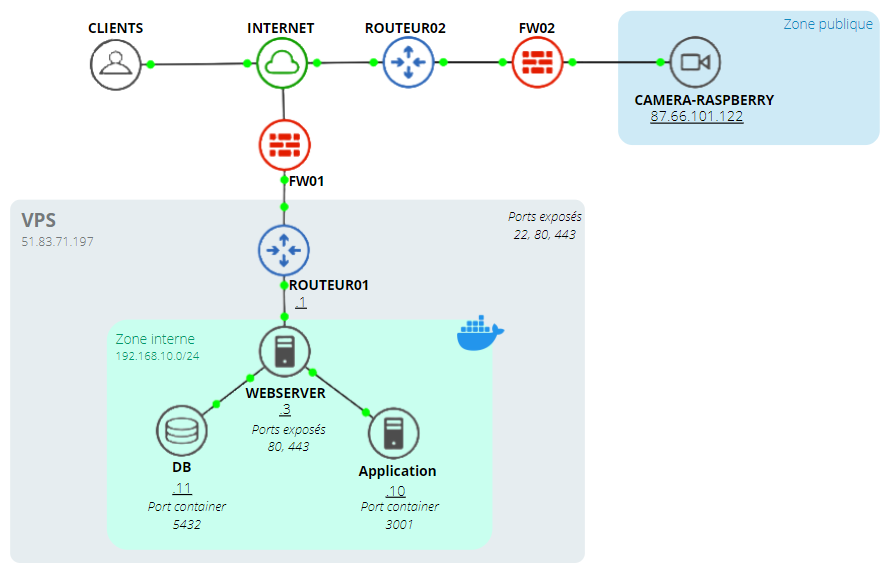 CLIENTS
INTERNET
ROUTEUR02
FW02
Zone publique
CAMERA-RASPBERRY
87.66.101.122
FW01
VPS
51.83.71.197
Ports exposés
22, 80, 443
ROUTEUR01
.1
Zone interne
192.168.10.0/24
WEBSERVER
.3
Ports exposés
80, 443
DB
.11
Port container
5432
Application
.10
Port container
3001